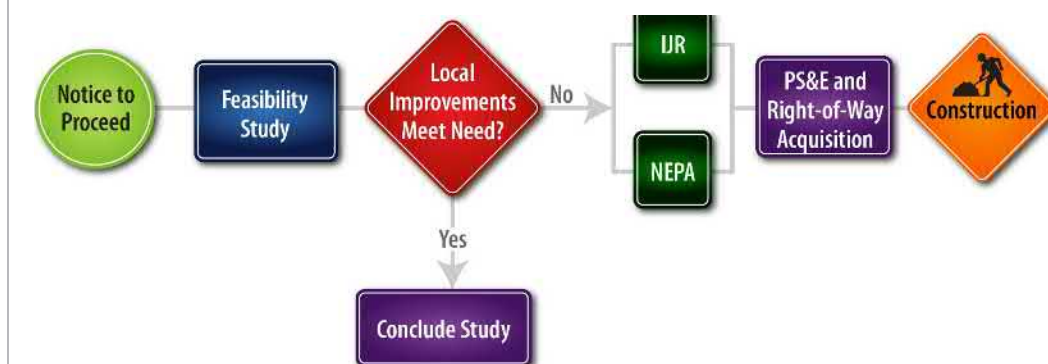 Notice to
Proceed
Feasibility
Study
Local
Improvements
Meet Need?
No
IJR
NEPA
PS&E and
Right-of-Way
Acquisition
Construction
Yes
Conclude Study